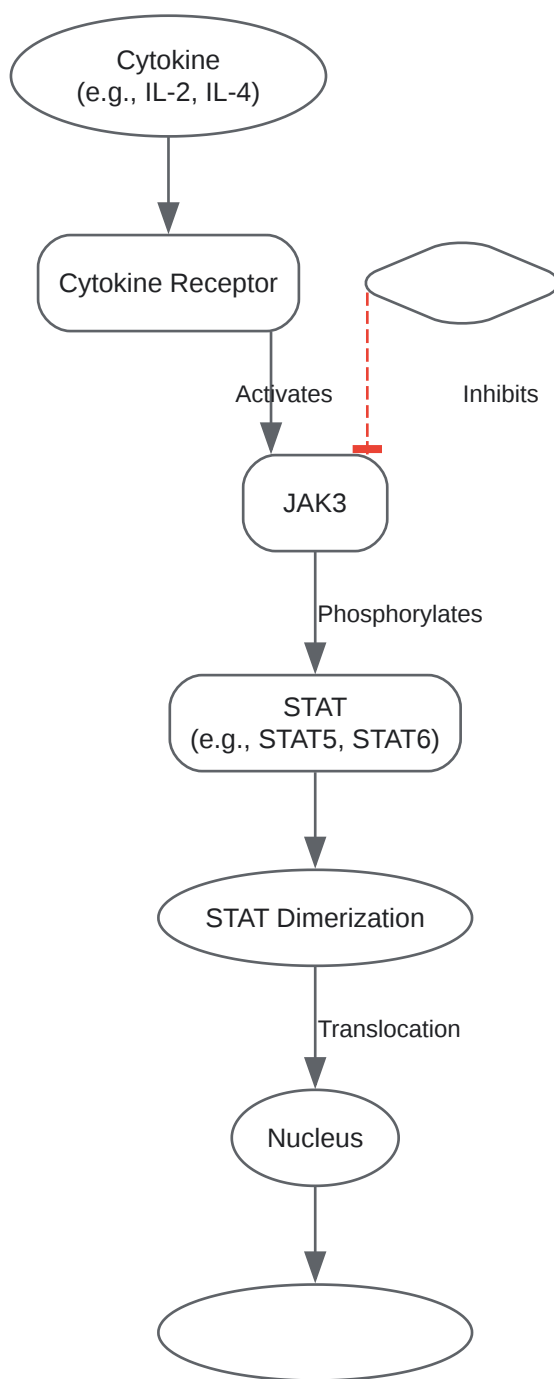 Cytokine
(e.g., IL-2, IL-4)
Cytokine Receptor
Activates
Inhibits
JAK3
Phosphorylates
STAT
(e.g., STAT5, STAT6)
STAT Dimerization
Translocation
Nucleus